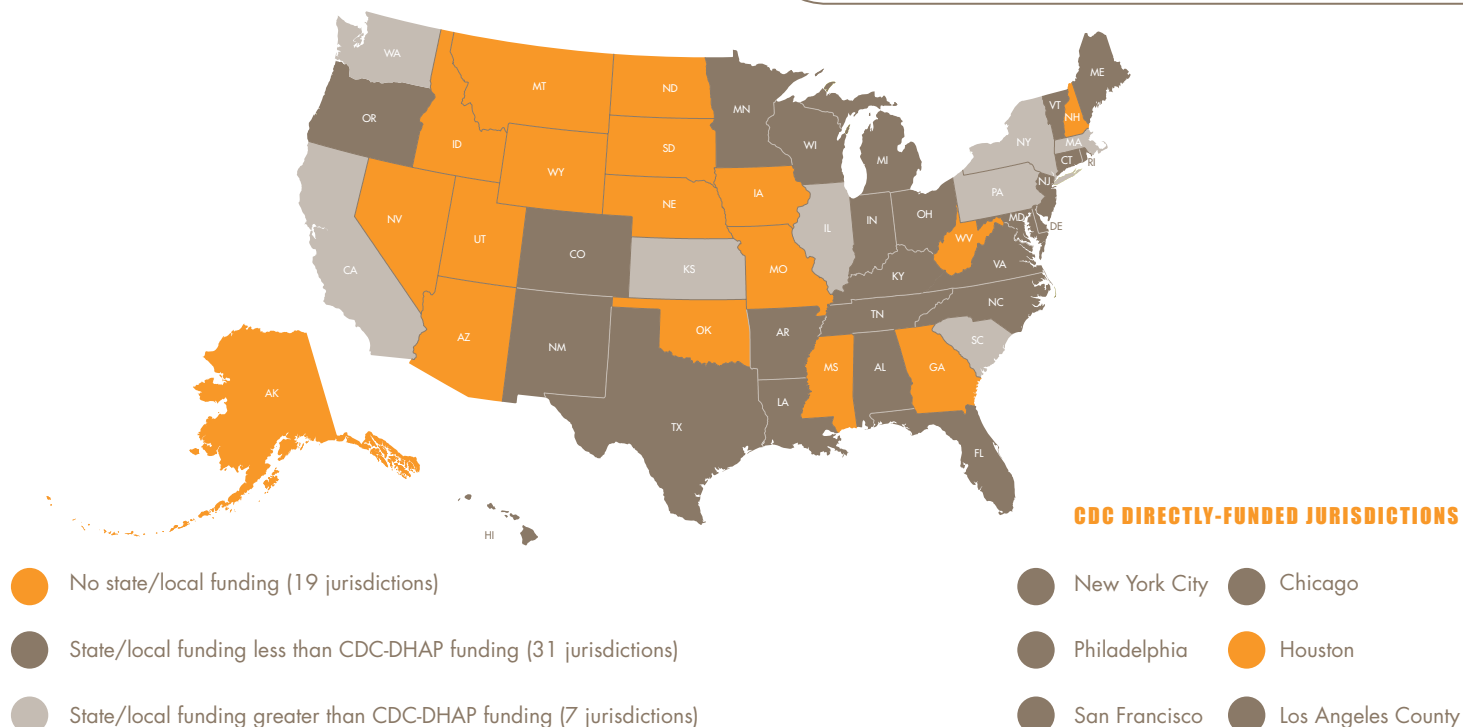 WA
MT
ND
MN
ME
OR
ID
SD
WI
MI
VT
NH
NY
MA
CT
RI
WY
IA
NE
PA
NJ
NV
UT
CO
IL
IN
OH
MD
DE
WV
CA
KS
MO
KY
VA
AZ
NM
OK
AR
TN
NC
SC
AK
MS
AL
GA
LA
TX
FL
HI
CDC DIRECTLY-FUNDED JURISDICTIONS
No state/local funding (19 jurisdictions)
New York City
Chicago
State/local funding less than CDC-DHAP funding (31 jurisdictions)
Philadelphia
Houston
State/local funding greater than CDC-DHAP funding (7 jurisdictions)
San Francisco
Los Angeles County